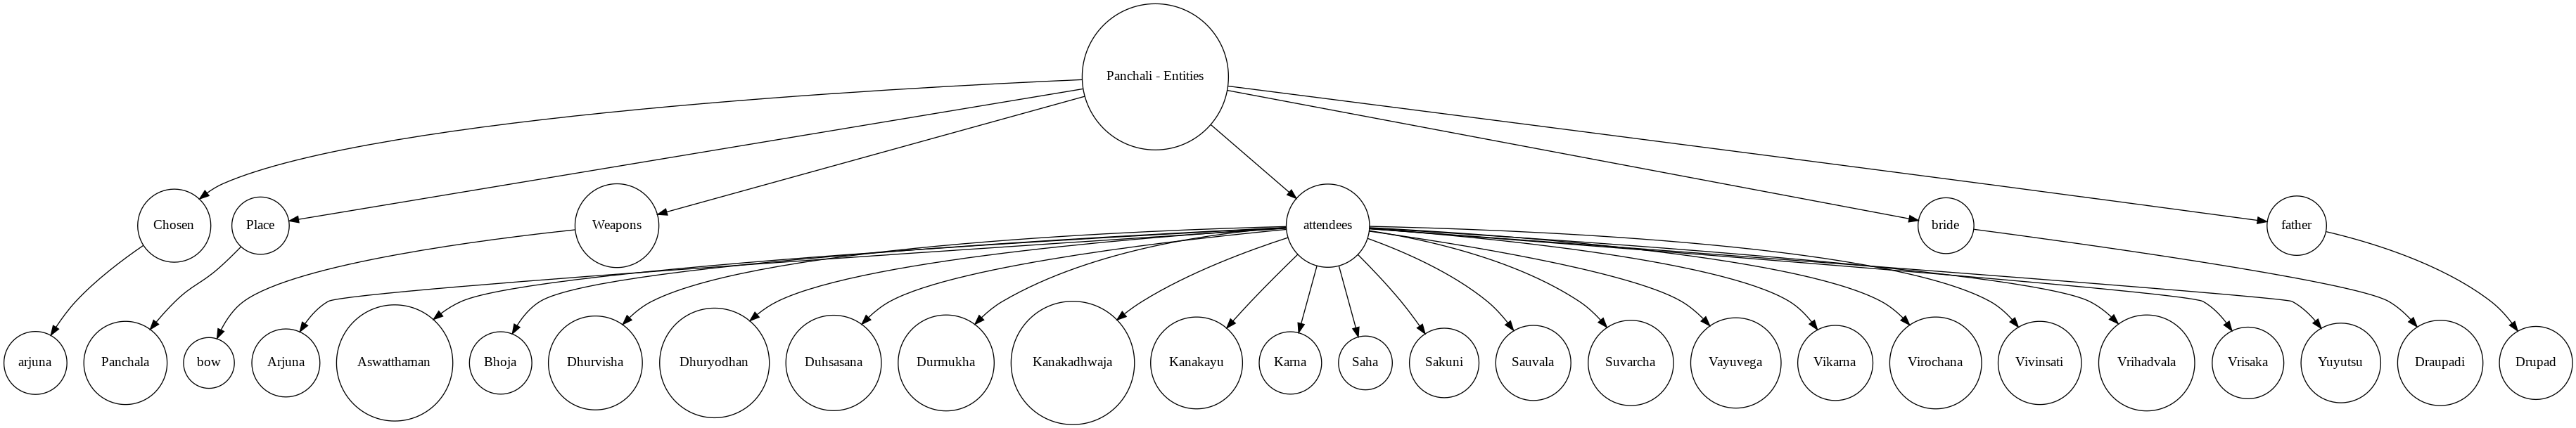 Panchali - Entities
Chosen
Place
Weapons
attendees
bride
father
arjuna
Panchala
bow
Arjuna
Aswatthaman
Bhoja
Dhurvisha
Dhuryodhan
Duhsasana
Durmukha
Kanakadhwaja
Kanakayu
Karna
Saha
Sakuni
Sauvala
Suvarcha
Vayuvega
Vikarna
Virochana
Vivinsati
Vrihadvala
Vrisaka
Yuyutsu
Draupadi
Drupad